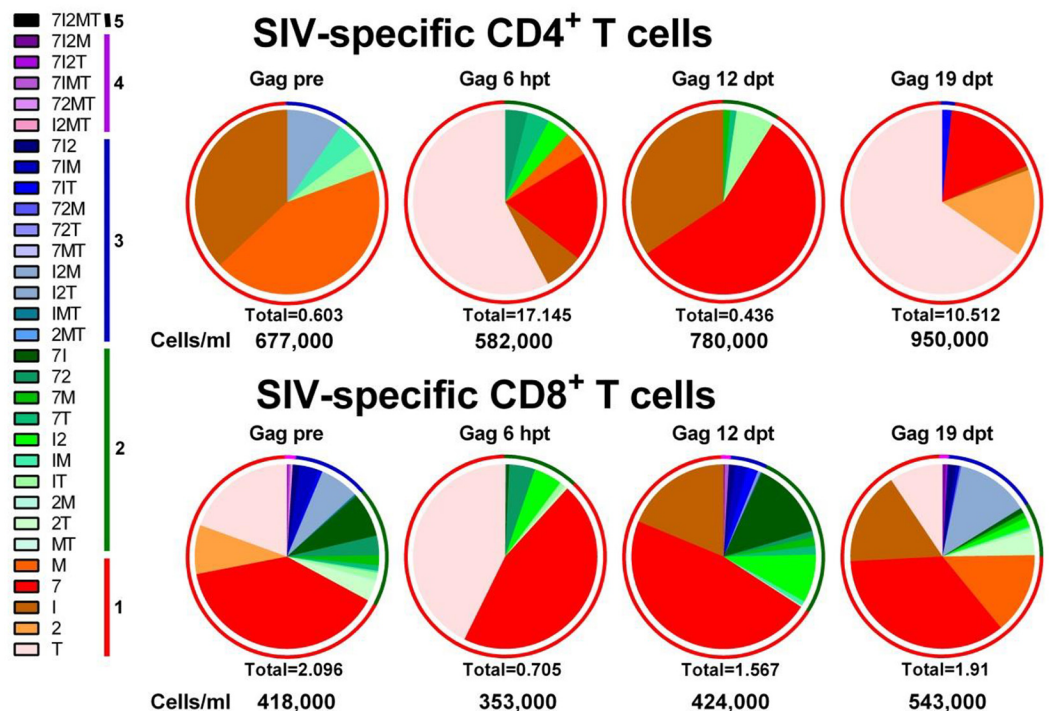 7I2MT
7I2M
7I2T
7IMT
72MT
I2MT
7I2
7IM
7IT
72M
72T
7MT
I2M
I2T
IMT
2MT
7I
72
7M
7T
I2
IM
IT
2M
2T
MT
M
7
I
2
T
5
4
3
2
1
SIV-specific CD4+ T cells
Gag pre Gag 6 hpt Gag 12 dpt Gag 19 dpt
Total=0.603 Total=17.145 Total=0.436 Total=10.512
Cells/ml 677,000 582,000 780,000 950,000
SIV-specific CD8+ T cells
Gag pre Gag 6 hpt Gag 12 dpt Gag 19 dpt
Total=2.096 Total=0.705 Total=1.567 Total=1.91
Cells/ml 418,000 353,000 424,000 543,000